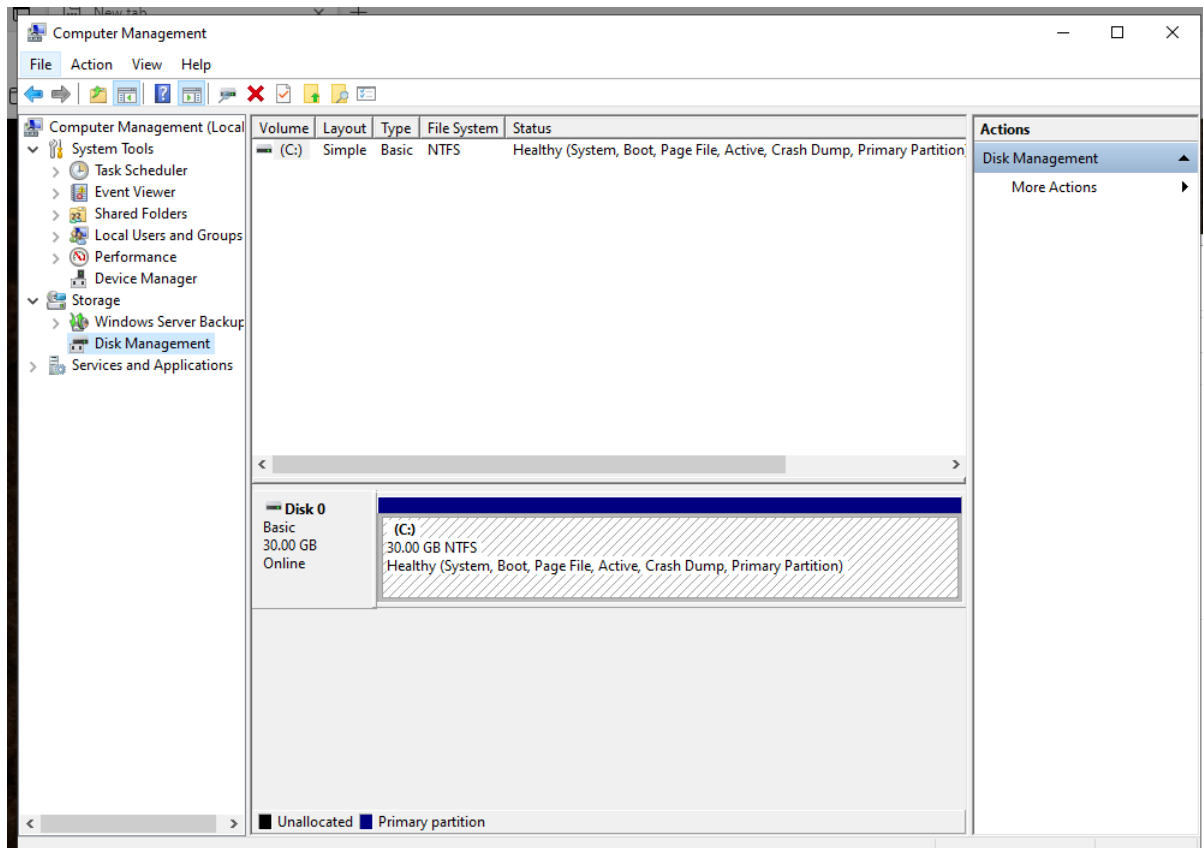 New tab
Computer Management
File Action View Help
Computer Management (Local
System Tools
Task Scheduler
Event Viewer
Shared Folders
Local Users and Groups
Performance
Device Manager
Storage
Windows Server Backup
Disk Management
Services and Applications
Volume Layout Type File System Status
(C:) Simple Basic NTFS Healthy (System, Boot, Page File, Active, Crash Dump, Primary Partition)
Disk 0
Basic
30.00 GB
Online
(C:)
30.00 GB NTFS
Healthy (System, Boot, Page File, Active, Crash Dump, Primary Partition)
Unallocated Primary partition
Actions
Disk Management
More Actions